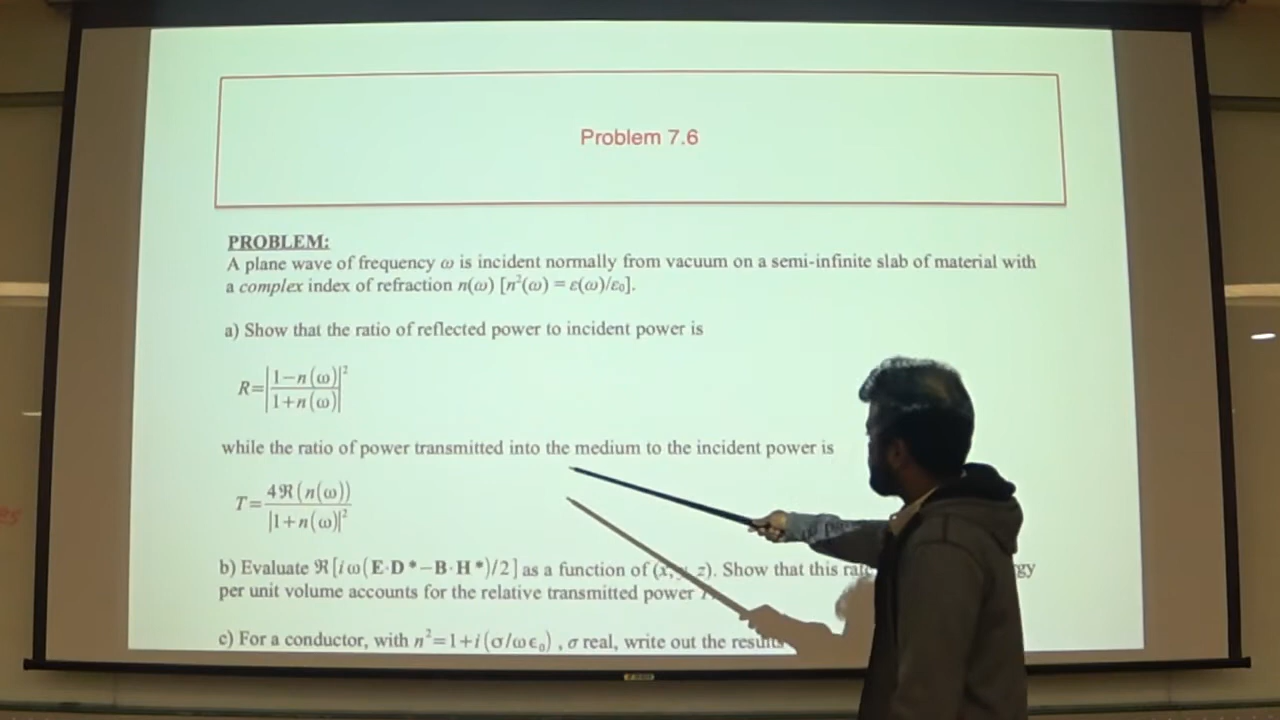 Problem 7.6
PROBLEM:
A plane wave of frequency ω is incident normally from vacuum on a semi-infinite slab of material with
a complex index of refraction n(ω) [n²(ω) = ε(ω)/ε₀].
a) Show that the ratio of reflected power to incident power is
R=|1−n(ω)/1+n(ω)|²
while the ratio of power transmitted into the medium to the incident power is
T=4ℜ(n(ω))/|1+n(ω)|²
b) Evaluate ℜ[iω(E·D*−B·H*)/2] as a function of (x, y, z). Show that this
per unit volume accounts for the relative transmitted power
c) For a conductor, with n²=1+i(σ/ωε₀), σ real, write out the